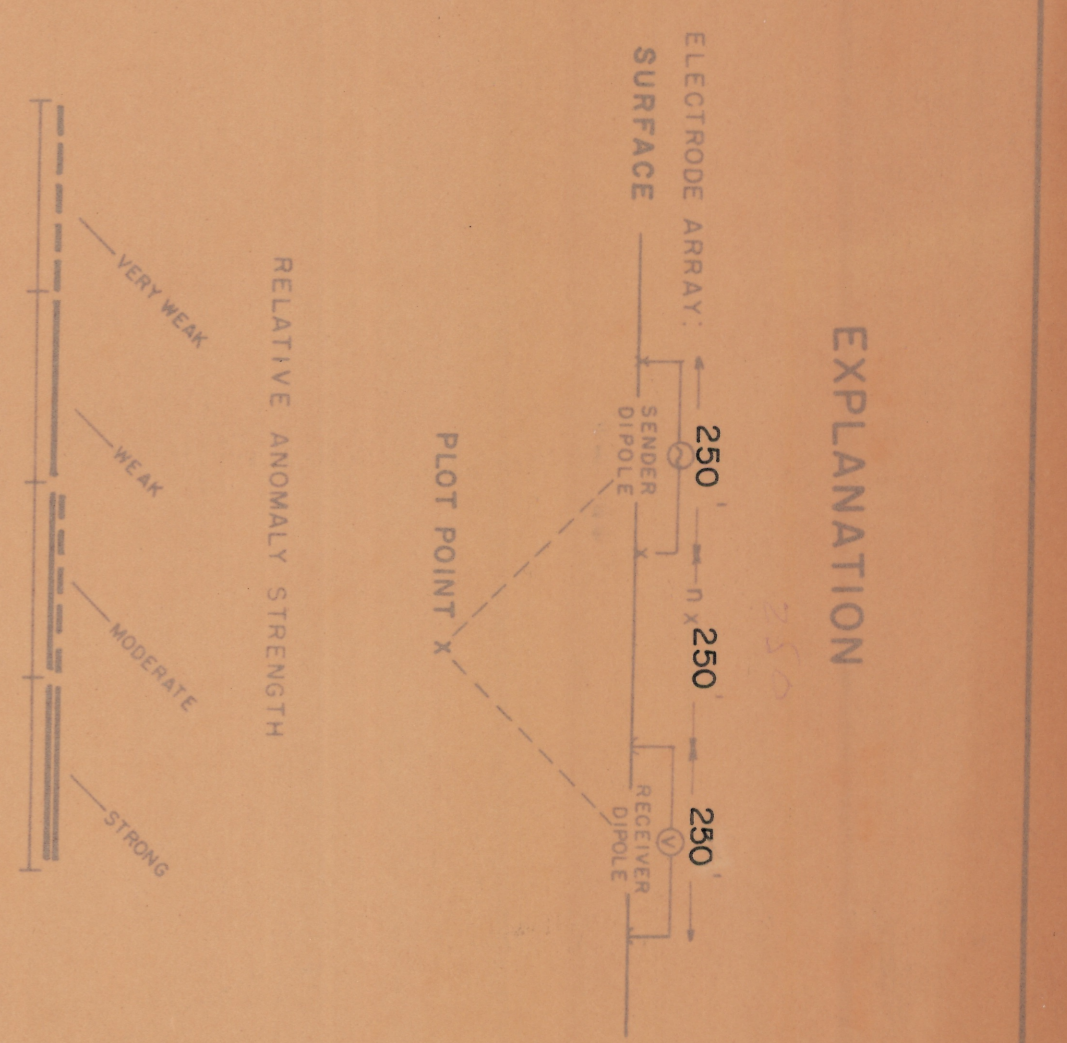 EXPLANATION
250
ELECTRODE ARRAY: 250' n x 250' 250'
V
SURFACE
SENDER DIPOLE
RECEIVER DIPOLE
PLOT POINT x
RELATIVE ANOMALY STRENGTH
VERY WEAK
WEAK
MODERATE
STRONG